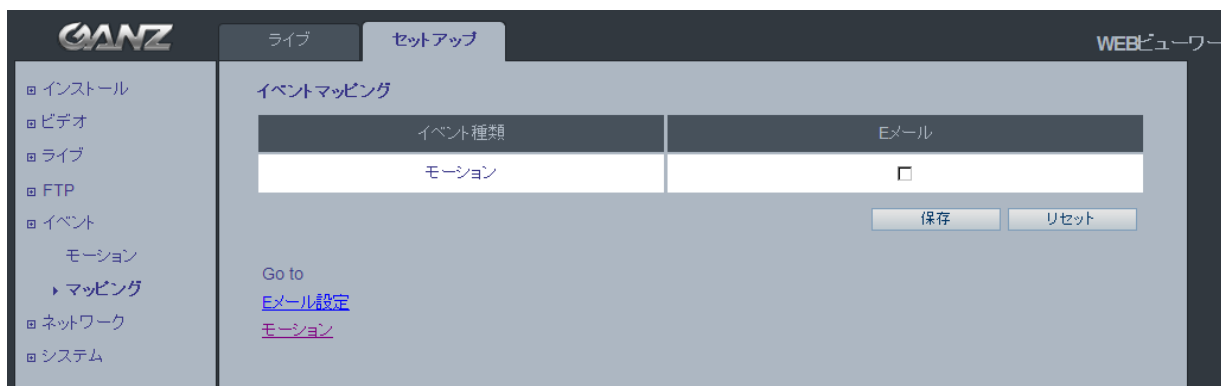 GANZ
ライブ
セットアップ
WEBビューワー
インストール
ビデオ
ライブ
FTP
イベント
モーション
マッピング
ネットワーク
システム
イベントマッピング
イベント種類
Eメール
モーション
保存
リセット
Go to
Eメール設定
モーション